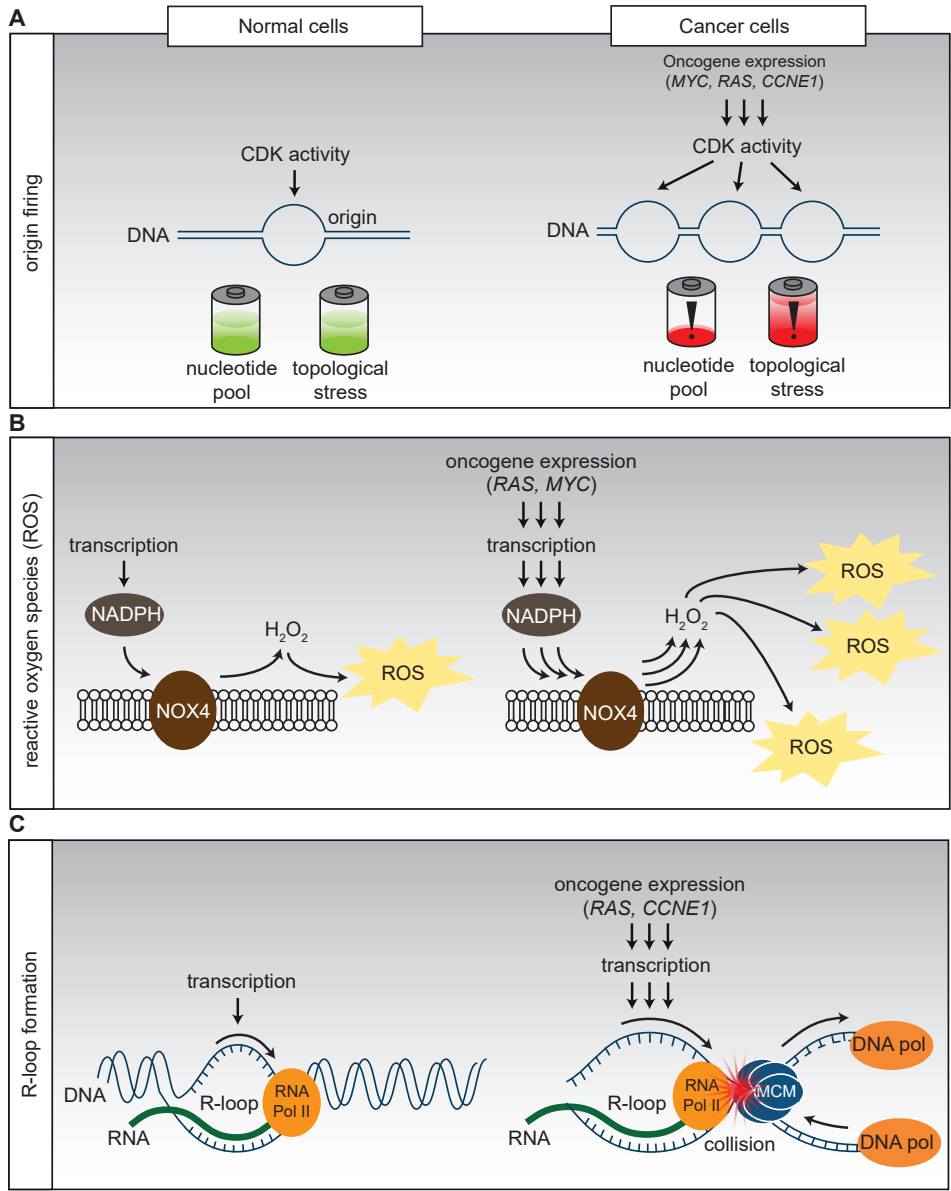 A
Normal cells
Cancer cells
origin firing
CDK activity
origin
DNA
nucleotide
pool
topological
stress
Oncogene expression
(MYC, RAS, CCNE1)
CDK activity
DNA
nucleotide
pool
topological
stress
B
reactive oxygen species (ROS)
transcription
NADPH
H₂O₂
ROS
NOX4
oncogene expression
(RAS, MYC)
transcription
NADPH
H₂O₂
ROS
ROS
ROS
NOX4
C
R-loop formation
transcription
DNA
R-loop
RNA
Pol II
RNA
oncogene expression
(RAS, CCNE1)
transcription
R-loop
RNA
Pol II
MCM
DNA pol
RNA
collision
DNA pol